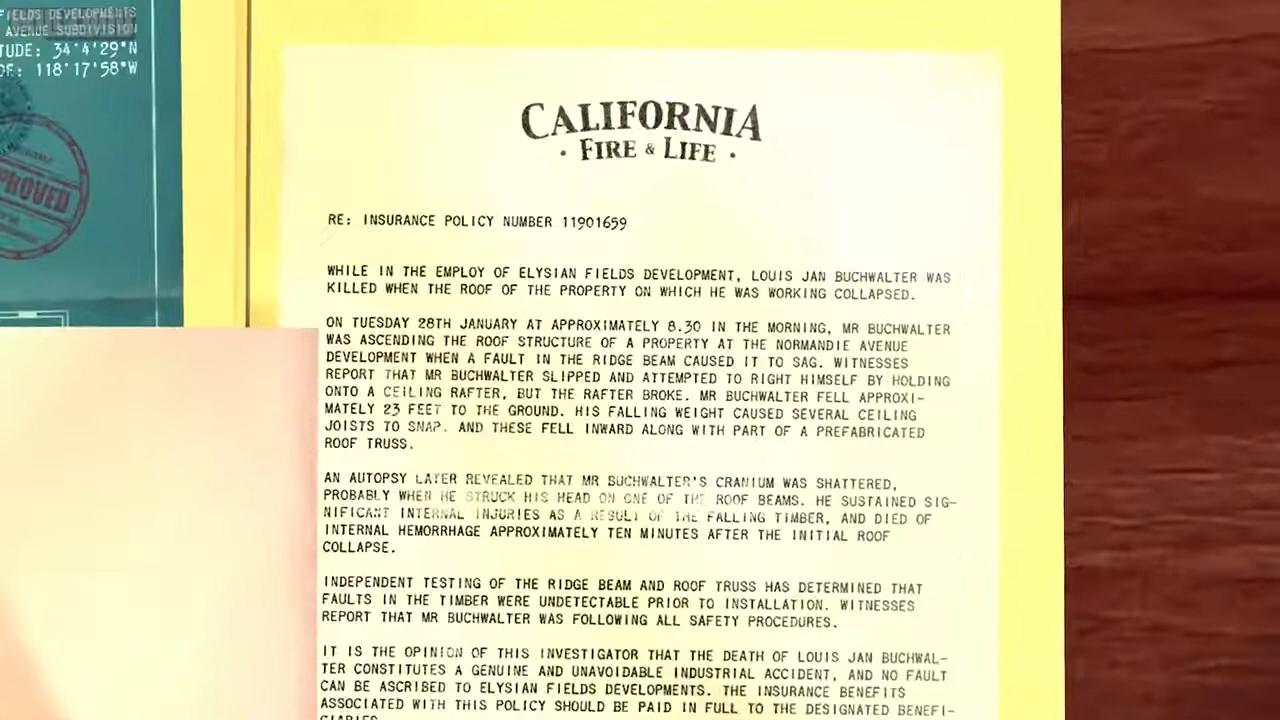 FIELDS DEVELOPMENTS
AVENUE SUBDIVISION
TUDE: 34°4'29"N
DE: 118°17'58"W
PROVED
CALIFORNIA
· FIRE & LIFE ·
RE: INSURANCE POLICY NUMBER 11901659
WHILE IN THE EMPLOY OF ELYSIAN FIELDS DEVELOPMENT, LOUIS JAN BUCHWALTER WAS
KILLED WHEN THE ROOF OF THE PROPERTY ON WHICH HE WAS WORKING COLLAPSED.
ON TUESDAY 28TH JANUARY AT APPROXIMATELY 8.30 IN THE MORNING, MR BUCHWALTER
WAS ASCENDING THE ROOF STRUCTURE OF A PROPERTY AT THE NORMANDIE AVENUE
DEVELOPMENT WHEN A FAULT IN THE RIDGE BEAM CAUSED IT TO SAG. WITNESSES
REPORT THAT MR BUCHWALTER SLIPPED AND ATTEMPTED TO RIGHT HIMSELF BY HOLDING
ONTO A CEILING RAFTER, BUT THE RAFTER BROKE. MR BUCHWALTER FELL APPROXI-
MATELY 23 FEET TO THE GROUND. HIS FALLING WEIGHT CAUSED SEVERAL CEILING
JOISTS TO SNAP. AND THESE FELL INWARD ALONG WITH PART OF A PREFABRICATED
ROOF TRUSS.
AN AUTOPSY LATER REVEALED THAT MR BUCHWALTER'S CRANIUM WAS SHATTERED,
PROBABLY WHEN HE STRUCK HIS HEAD ON ONE OF THE ROOF BEAMS. HE SUSTAINED SIG-
NIFICANT INTERNAL INJURIES AS A RESULT OF THE FALLING TIMBER, AND DIED OF
INTERNAL HEMORRHAGE APPROXIMATELY TEN MINUTES AFTER THE INITIAL ROOF
COLLAPSE.
INDEPENDENT TESTING OF THE RIDGE BEAM AND ROOF TRUSS HAS DETERMINED THAT
FAULTS IN THE TIMBER WERE UNDETECTABLE PRIOR TO INSTALLATION. WITNESSES
REPORT THAT MR BUCHWALTER WAS FOLLOWING ALL SAFETY PROCEDURES.
IT IS THE OPINION OF THIS INVESTIGATOR THAT THE DEATH OF LOUIS JAN BUCHWAL-
TER CONSTITUTES A GENUINE AND UNAVOIDABLE INDUSTRIAL ACCIDENT, AND NO FAULT
CAN BE ASCRIBED TO ELYSIAN FIELDS DEVELOPMENTS. THE INSURANCE BENEFITS
ASSOCIATED WITH THIS POLICY SHOULD BE PAID IN FULL TO THE DESIGNATED BENEFI-
CIARIES